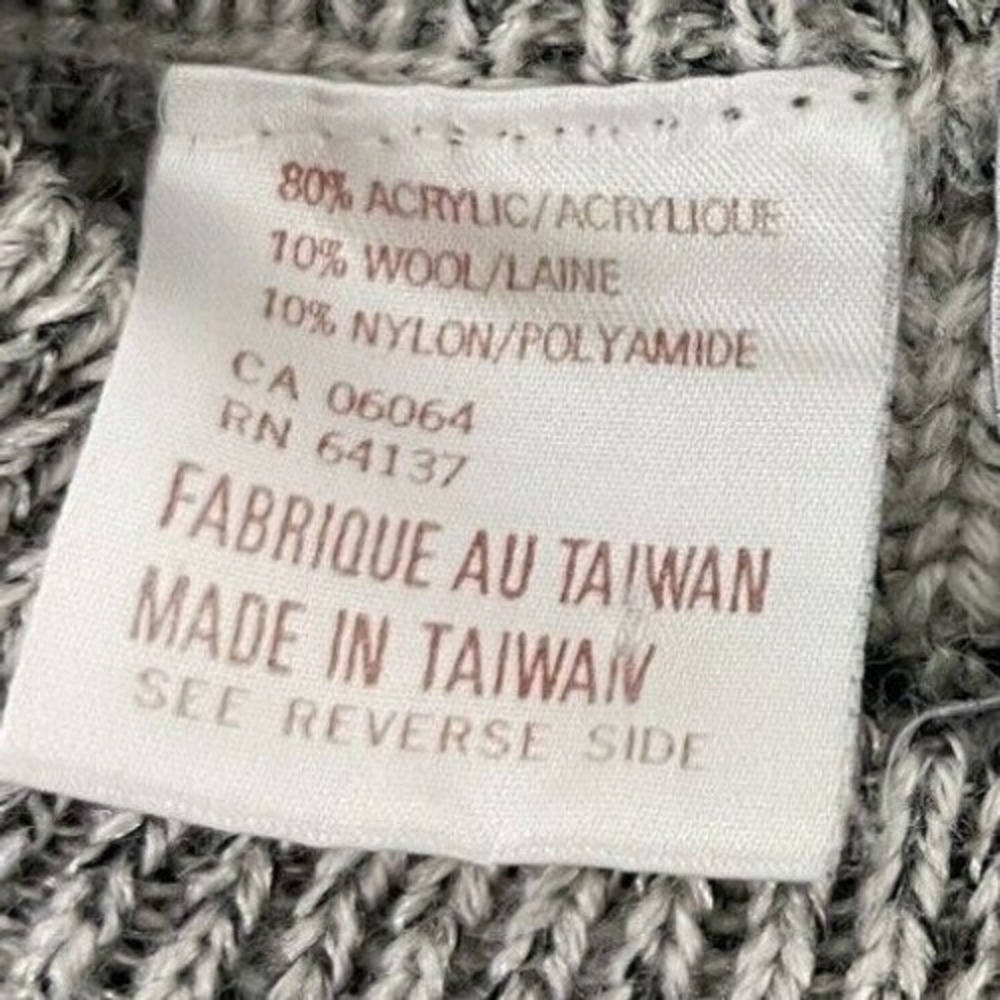 80% ACRYLIC/ACRYLIQUE
10% WOOL/LAINE
10% NYLON/POLYAMIDE
CA 06064
RN 64137
FABRIQUE AU TAIWAN
MADE IN TAIWAN
SEE REVERSE SIDE